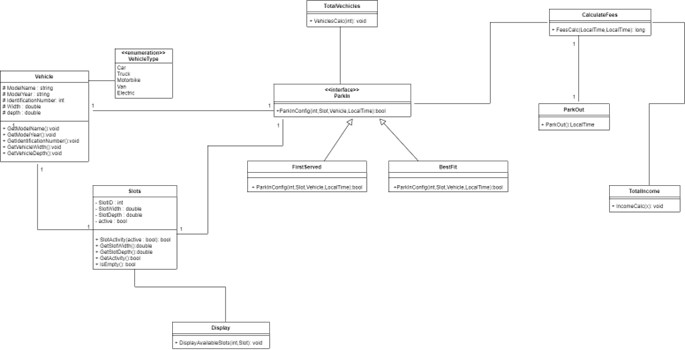 TotalVechicles
+ VehiclesCalc(int): void
CalculateFees
+ FeesCalc(LocalTime,LocalTime): long
<<enumeration>>
VehicleType
Car
Truck
Motorbike
Van
Electric
Vehicle
# ModelName : string
# ModelYear : string
# IdentificationNumber: int
# Width : double
# depth : double
+ GetModelName():void
+ GetModelYear():void
+ GetIdentificationNumber():void
+ GetVehicleWidth():void
+ GetVehicleDepth():void
<<interface>>
ParkIn
+ ParkInConfig(int,Slot,Vehicle,LocalTime):bool
ParkOut
+ ParkOut():LocalTime
FirstServed
+ ParkInConfig(int,Slot,Vehicle,LocalTime):bool
BestFit
+ ParkInConfig(int,Slot,Vehicle,LocalTime):bool
TotalIncome
+ IncomeCalc(): void
Slots
- SlotID : int
- SlotWidth : double
- SlotDepth : double
- active : bool
+ SlotActivity(active : bool): bool
+ GetSlotWidth():double
+ GetSlotDepth():double
+ GetActivity():bool
+ IsEmpty(): bool
Display
+ DisplayAvailableSlots(int,Slot): void
1
1
1
1
1
1
1
1
1